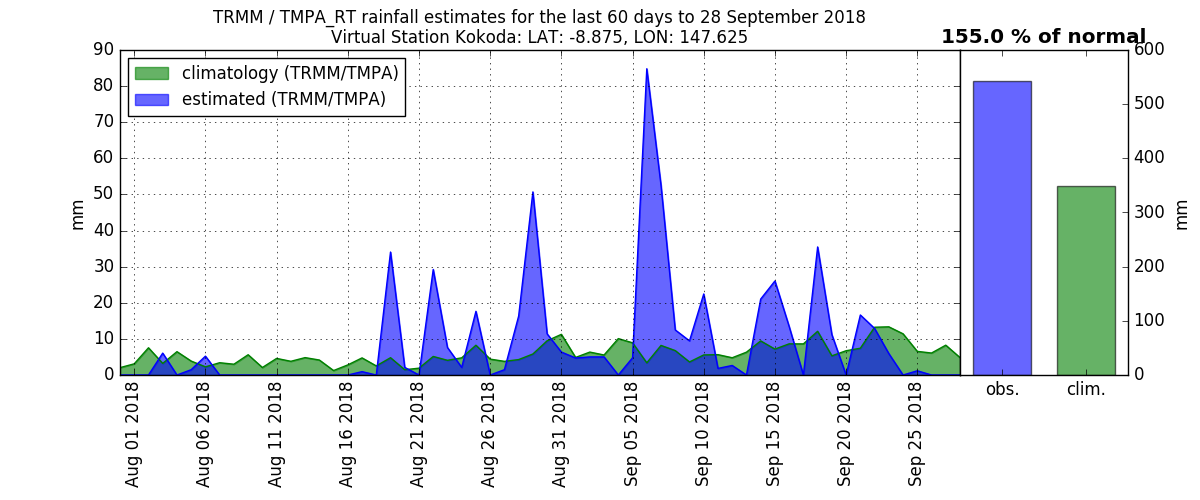 TRMM / TMPA_RT rainfall estimates for the last 60 days to 28 September 2018
Virtual Station Kokoda: LAT: -8.875, LON: 147.625
155.0 % of normal
climatology (TRMM/TMPA)
estimated (TRMM/TMPA)
90
80
70
60
50
40
30
20
10
0
mm
600
500
400
300
200
100
0
mm
Aug 01 2018
Aug 06 2018
Aug 11 2018
Aug 16 2018
Aug 21 2018
Aug 26 2018
Aug 31 2018
Sep 05 2018
Sep 10 2018
Sep 15 2018
Sep 20 2018
Sep 25 2018
obs.
clim.